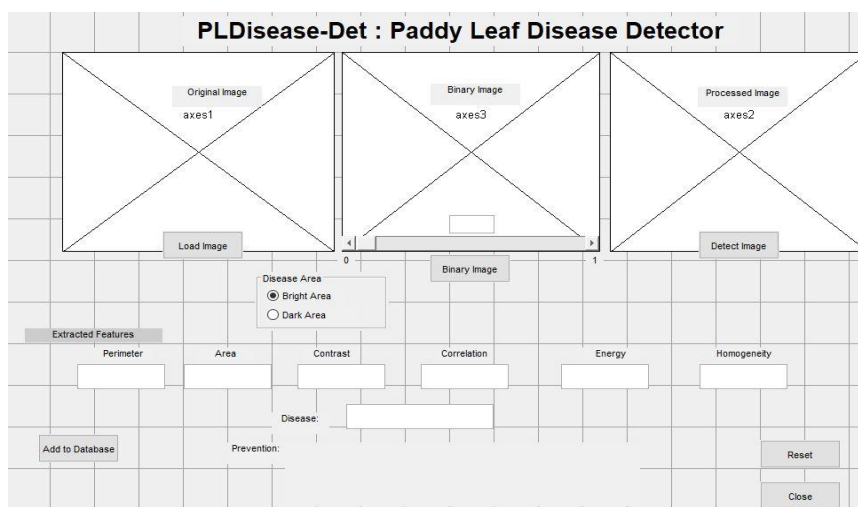 PLDisease-Det : Paddy Leaf Disease Detector
Original Image
Binary Image
Processed Image
axes1
axes3
axes2
Load Image
Detect Image
0
1
Binary Image
Disease Area
Bright Area
Dark Area
Extracted Features
Perimeter
Area
Contrast
Correlation
Energy
Homogeneity
Disease:
Add to Database
Prevention:
Reset
Close